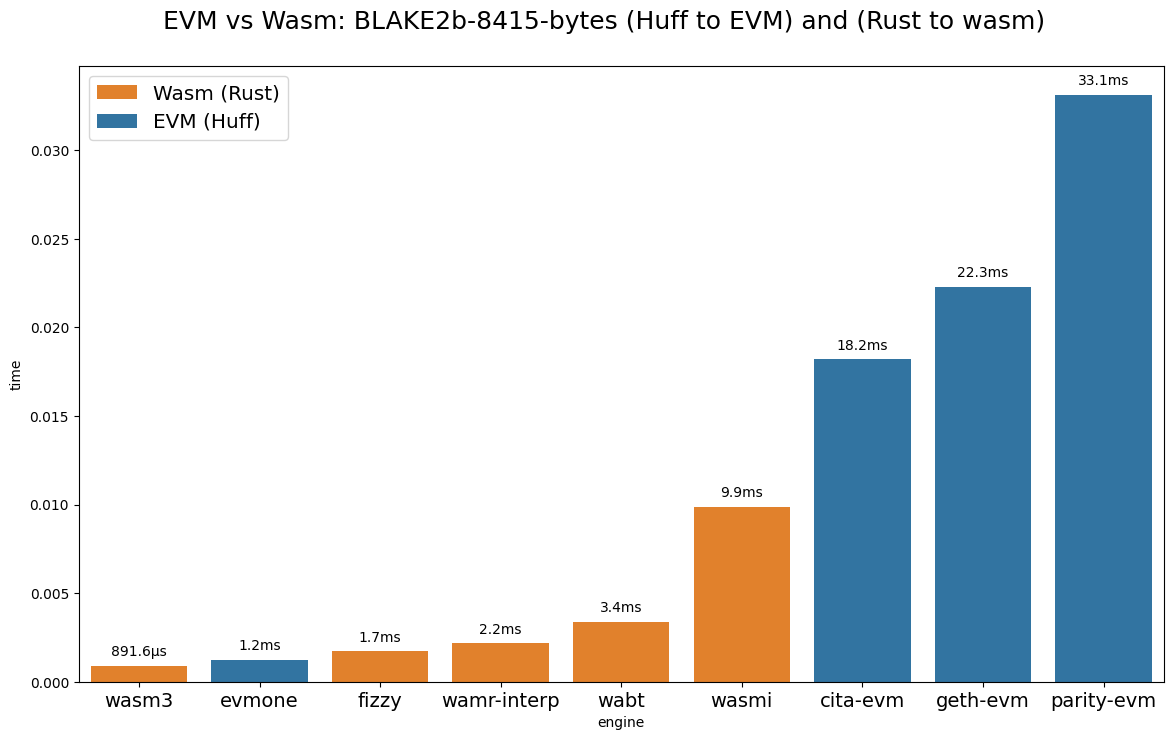 EVM vs Wasm: BLAKE2b-8415-bytes (Huff to EVM) and (Rust to wasm)
Wasm (Rust)
EVM (Huff)
33.1ms
0.030
0.025
22.3ms
0.020
18.2ms
time
0.015
0.010
9.9ms
0.005
3.4ms
2.2ms
1.7ms
1.2ms
891.6µs
0.000
wasm3 evmone fizzy wamr-interp wabt wasmi cita-evm geth-evm parity-evm
engine